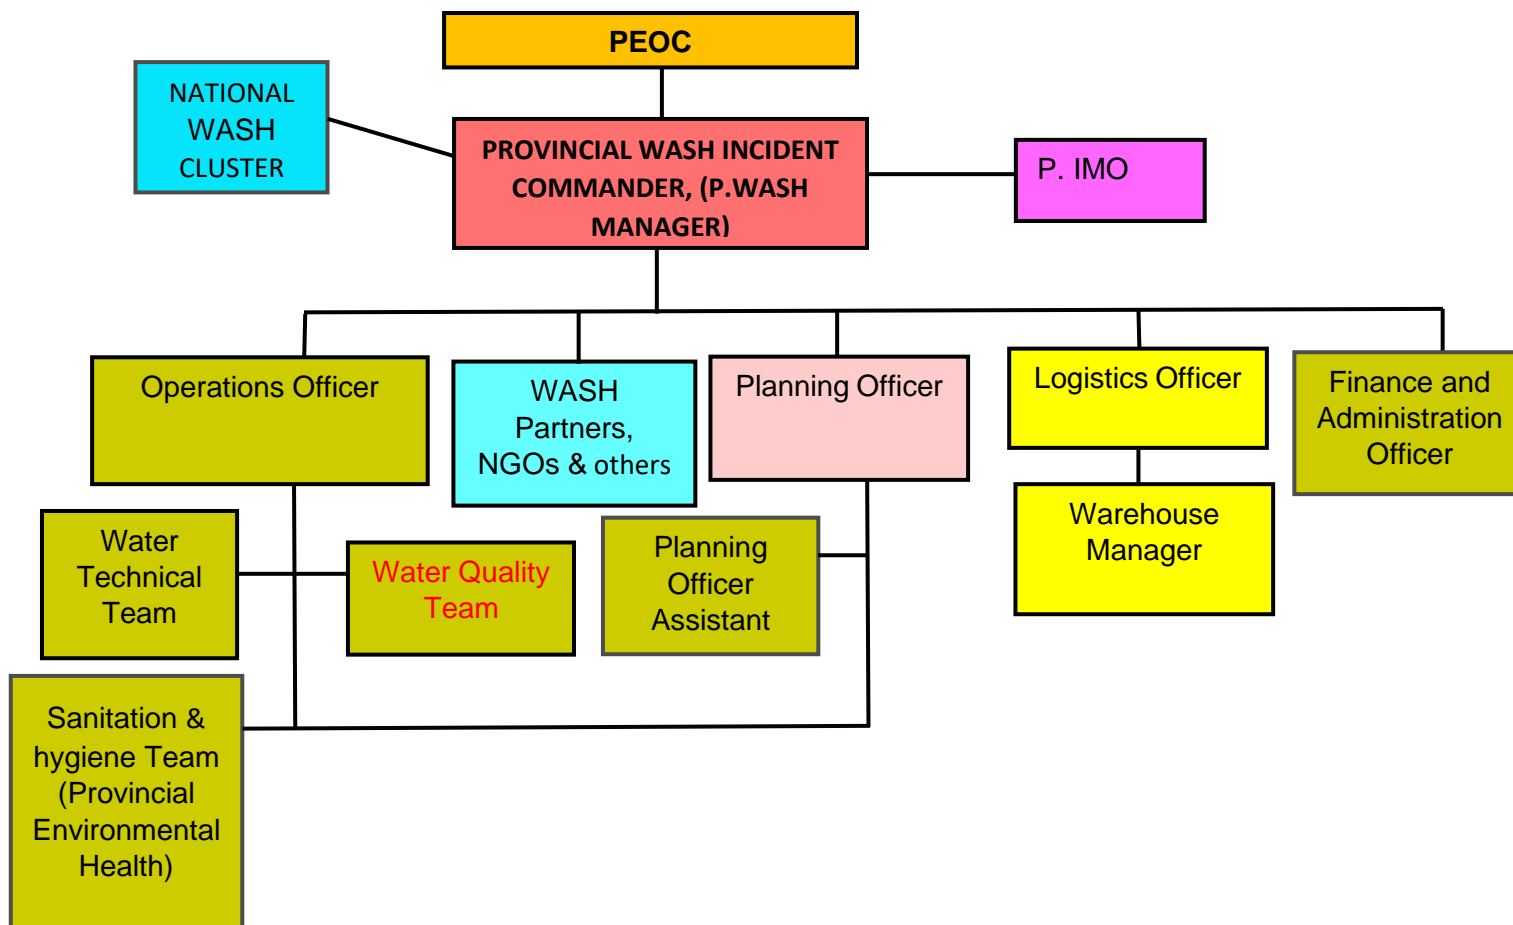 PEOC
NATIONAL
WASH
CLUSTER
PROVINCIAL WASH INCIDENT
COMMANDER, (P.WASH
MANAGER)
P. IMO
Operations Officer
WASH
Partners,
NGOs & others
Planning Officer
Logistics Officer
Finance and
Administration
Officer
Water
Technical
Team
Water Quality
Team
Planning
Officer
Assistant
Warehouse
Manager
Sanitation &
hygiene Team
(Provincial
Environmental
Health)